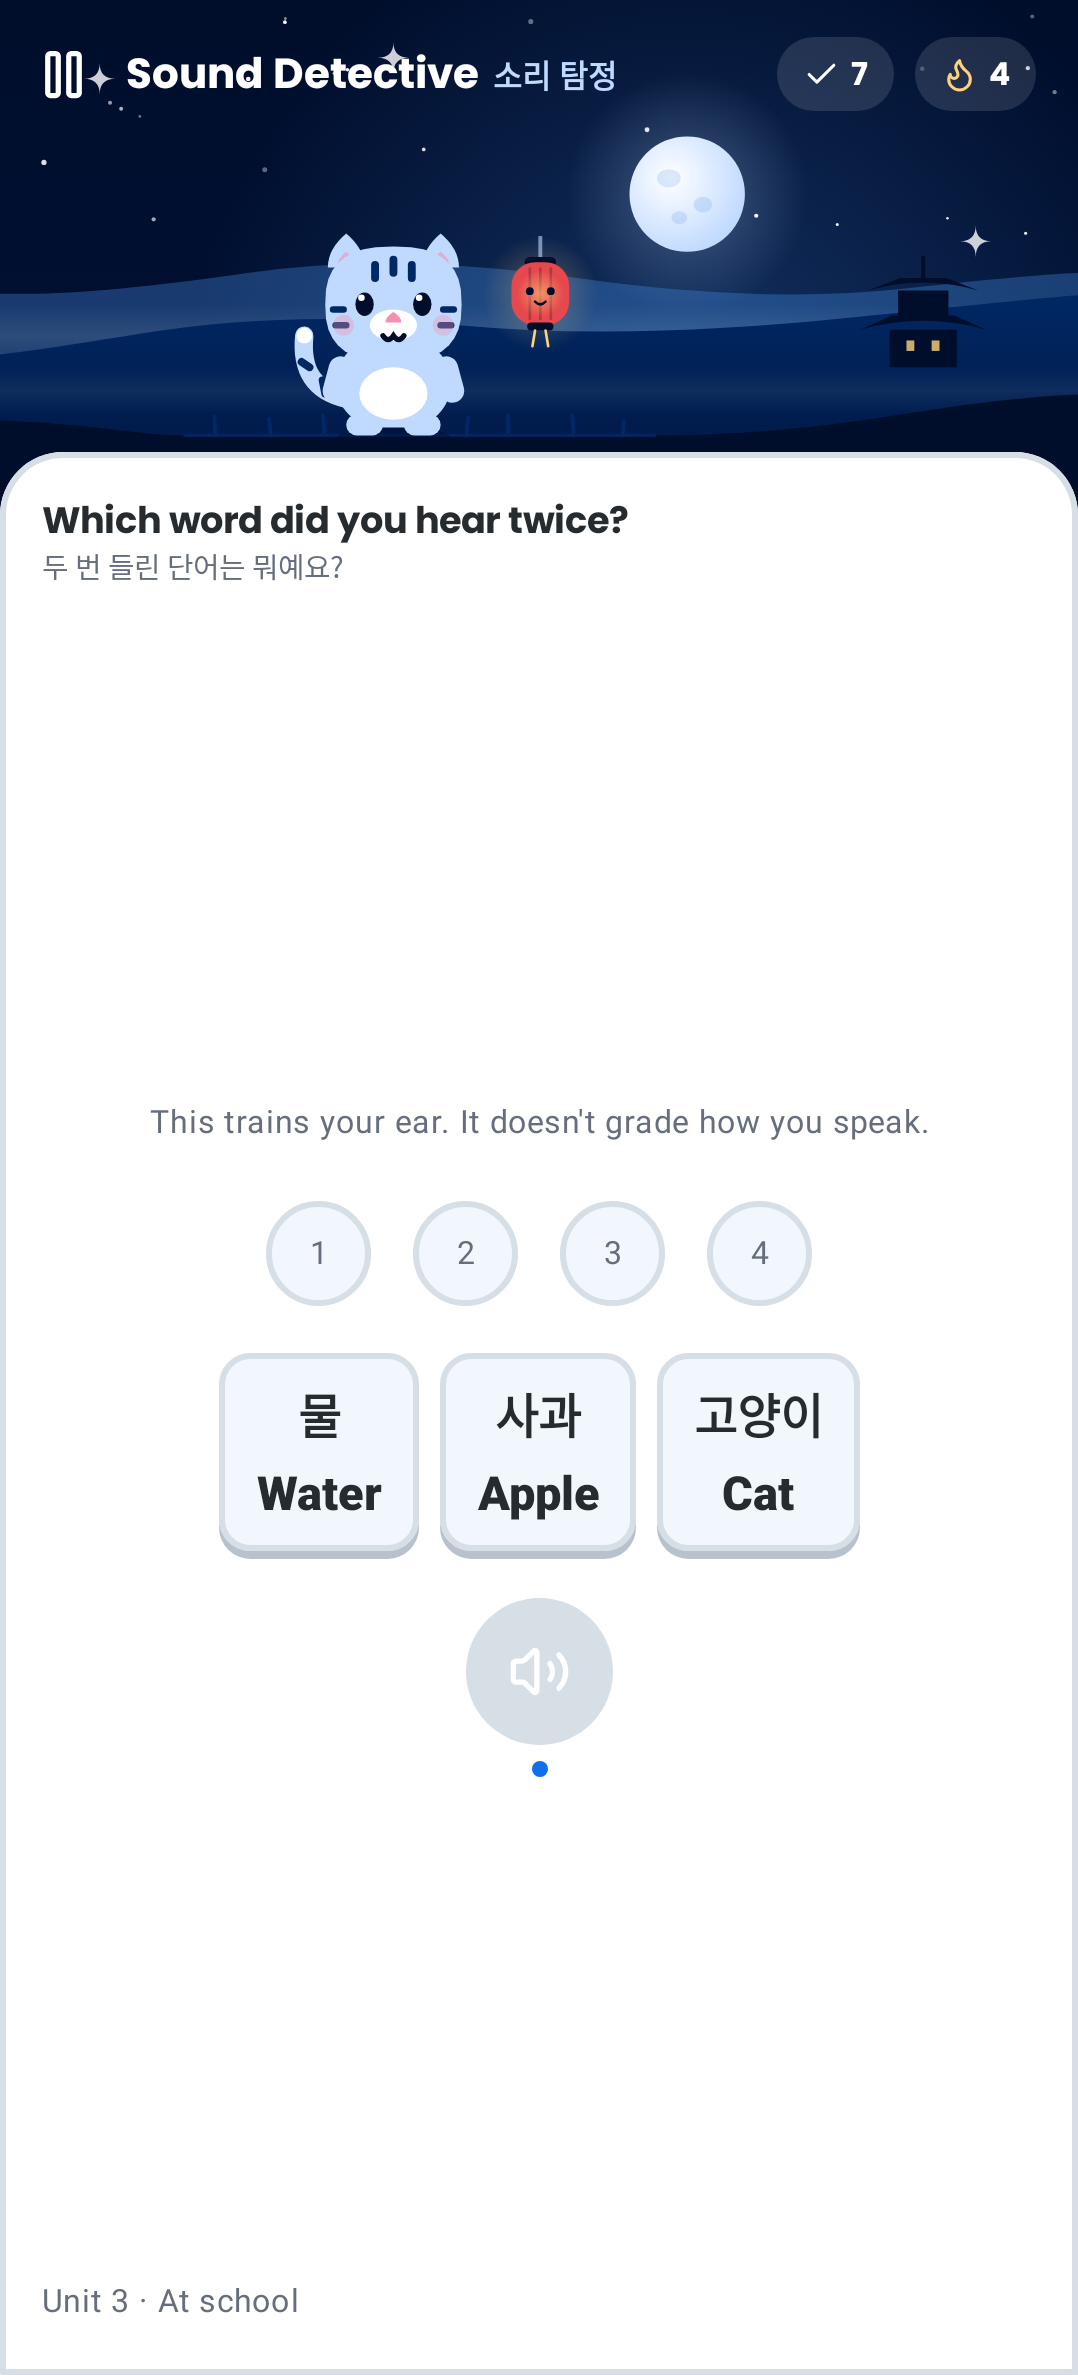 Sound Detective 소리 탐정 7 4
Which word did you hear twice?
두 번 들린 단어는 뭐예요?
This trains your ear. It doesn't grade how you speak.
1 2 3 4
물 사과 고양이
Water Apple Cat
Unit 3 · At school